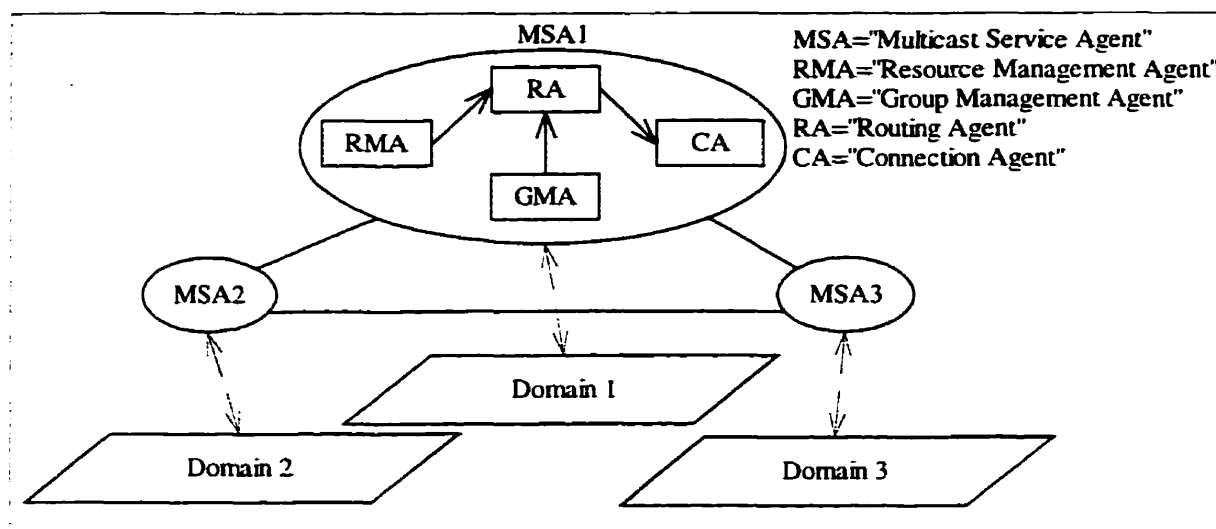 MSA1
MSA="Multicast Service Agent"
RMA="Resource Management Agent"
GMA="Group Management Agent"
RA="Routing Agent"
CA="Connection Agent"
RA
RMA
CA
GMA
MSA2
MSA3
Domain 1
Domain 2
Domain 3